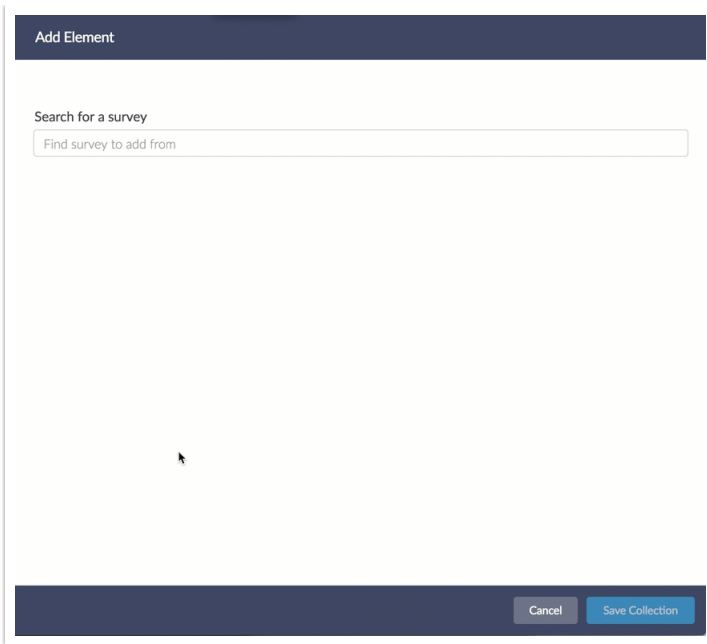 Add Element
Search for a survey
Find survey to add from
Cancel
Save Collection